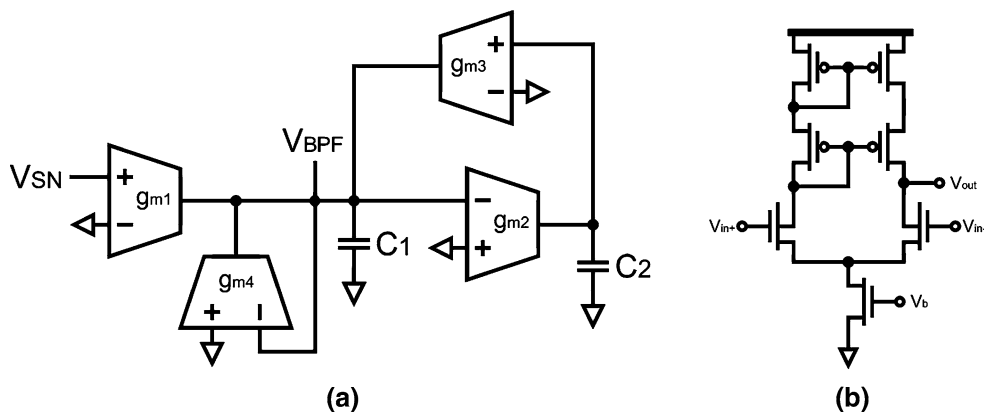 VSN
+
−
gm1
VBPF
gm4
+
−
C1
gm3
+
−
−
+
gm2
C2
(a)
Vout
Vin+
Vin-
Vb
(b)